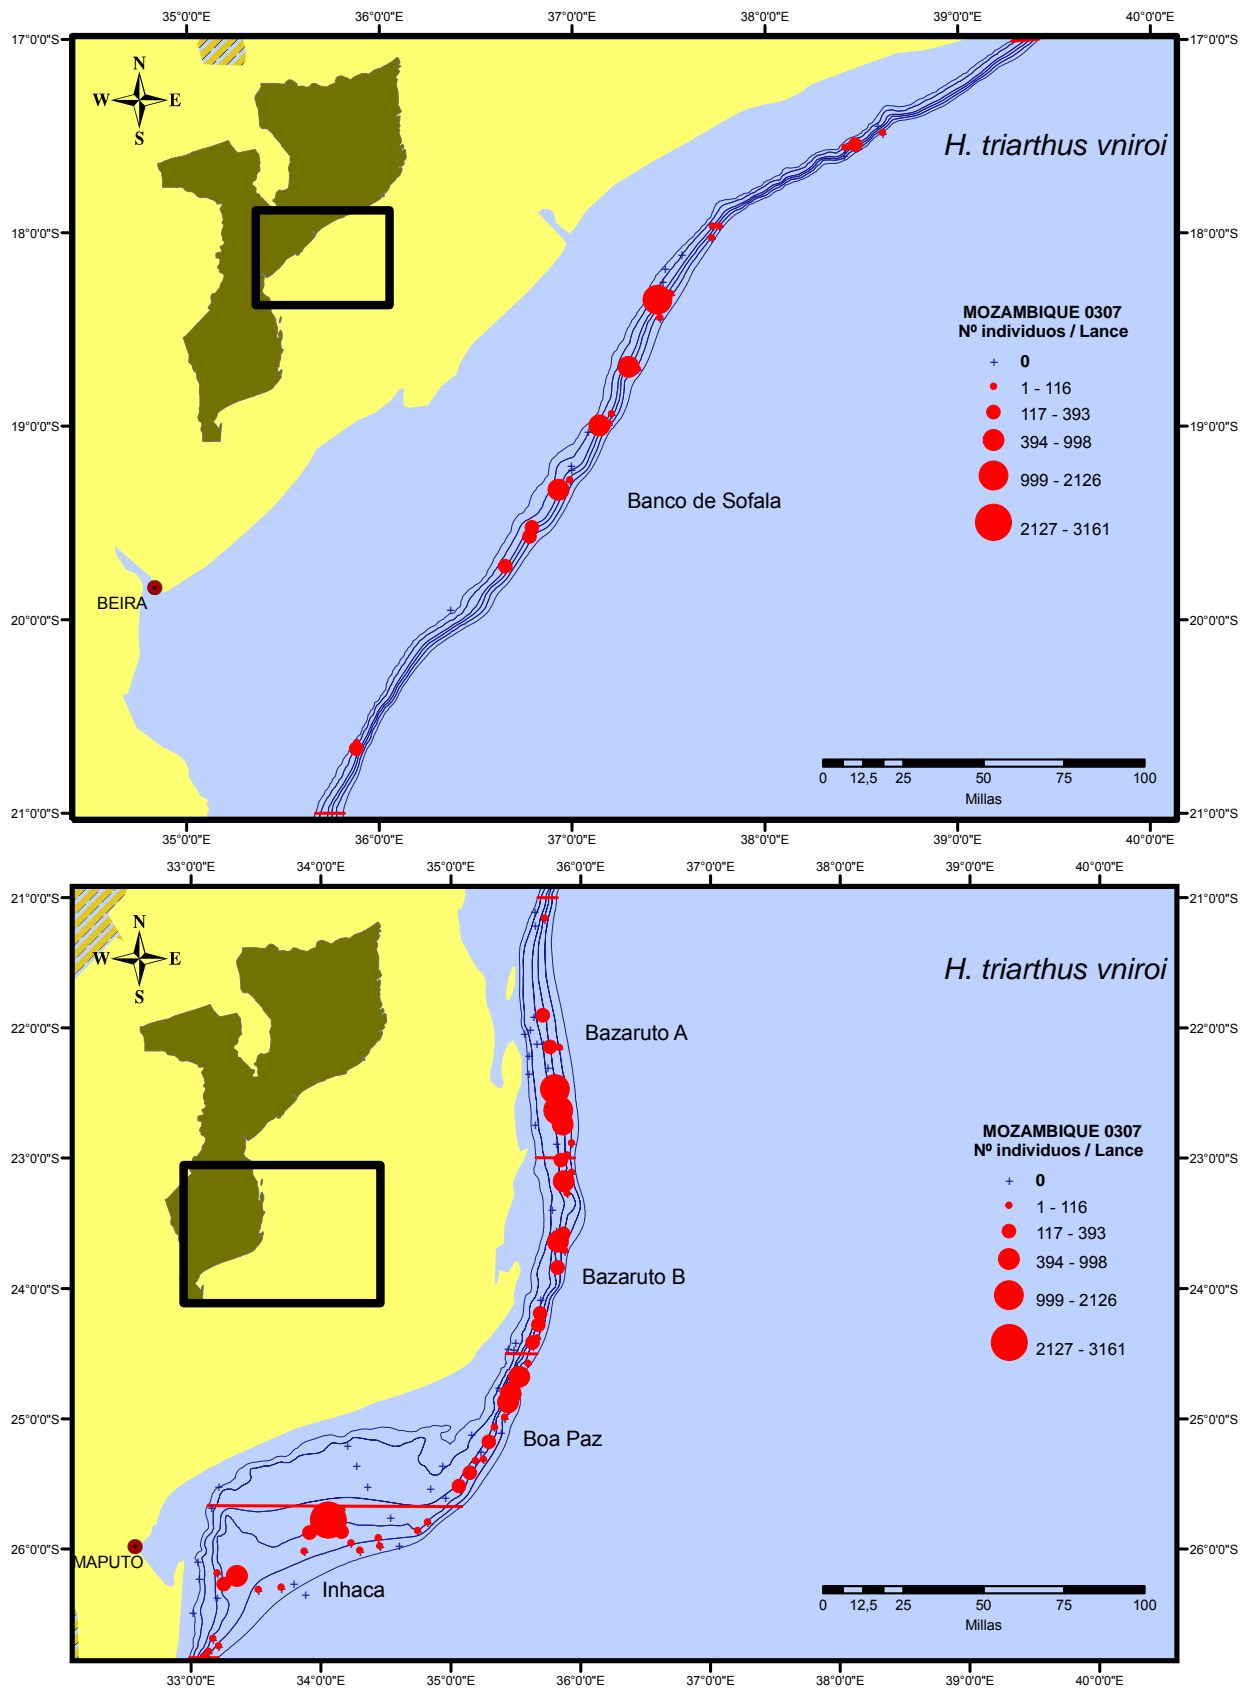 35°0'0"E 36°0'0"E 37°0'0"E 38°0'0"E 39°0'0"E 40°0'0"E
17°0'0"S 17°0'0"S
N
W E
S
H. triarthus vniroi
18°0'0"S 18°0'0"S
MOZAMBIQUE 0307
Nº individuos / Lance
0
1 - 116
117 - 393
394 - 998
999 - 2126
2127 - 3161
19°0'0"S 19°0'0"S
Banco de Sofala
BEIRA
20°0'0"S 20°0'0"S
0 12,5 25 50 75 100
Millas
21°0'0"S 21°0'0"S
35°0'0"E 36°0'0"E 37°0'0"E 38°0'0"E 39°0'0"E 40°0'0"E
33°0'0"E 34°0'0"E 35°0'0"E 36°0'0"E 37°0'0"E 38°0'0"E 39°0'0"E 40°0'0"E
21°0'0"S 21°0'0"S
N
W E
S
H. triarthus vniroi
22°0'0"S 22°0'0"S
Bazaruto A
MOZAMBIQUE 0307
Nº individuos / Lance
23°0'0"S 23°0'0"S
0
1 - 116
117 - 393
394 - 998
999 - 2126
2127 - 3161
Bazaruto B
24°0'0"S 24°0'0"S
25°0'0"S 25°0'0"S
Boa Paz
26°0'0"S 26°0'0"S
MAPUTO
Inhaca
0 12,5 25 50 75 100
Millas
33°0'0"E 34°0'0"E 35°0'0"E 36°0'0"E 37°0'0"E 38°0'0"E 39°0'0"E 40°0'0"E